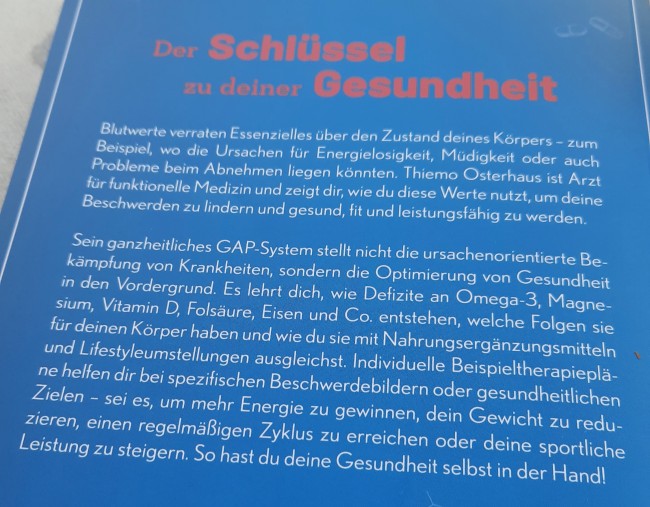 Der Schlüssel
zu deiner Gesundheit
Blutwerte verraten Essenzielles über den Zustand deines Körpers – zum
Beispiel, wo die Ursachen für Energielosigkeit, Müdigkeit oder auch
Probleme beim Abnehmen liegen könnten. Thiemo Osterhaus ist Arzt
für funktionelle Medizin und zeigt dir, wie du diese Werte nutzt, um deine
Beschwerden zu lindern und gesund, fit und leistungsfähig zu werden.
Sein ganzheitliches GAP-System stellt nicht die ursachenorientierte Be-
kämpfung von Krankheiten, sondern die Optimierung von Gesundheit
in den Vordergrund. Es lehrt dich, wie Defizite an Omega-3, Magne-
sium, Vitamin D, Folsäure, Eisen und Co. entstehen, welche Folgen sie
für deinen Körper haben und wie du sie mit Nahrungsergänzungsmitteln
und Lifestyleumstellungen ausgleichst. Individuelle Beispieltherapieplä-
ne helfen dir bei spezifischen Beschwerdebildern oder gesundheitlichen
Zielen – sei es, um mehr Energie zu gewinnen, dein Gewicht zu redu-
zieren, einen regelmäßigen Zyklus zu erreichen oder deine sportliche
Leistung zu steigern. So hast du deine Gesundheit selbst in der Hand!